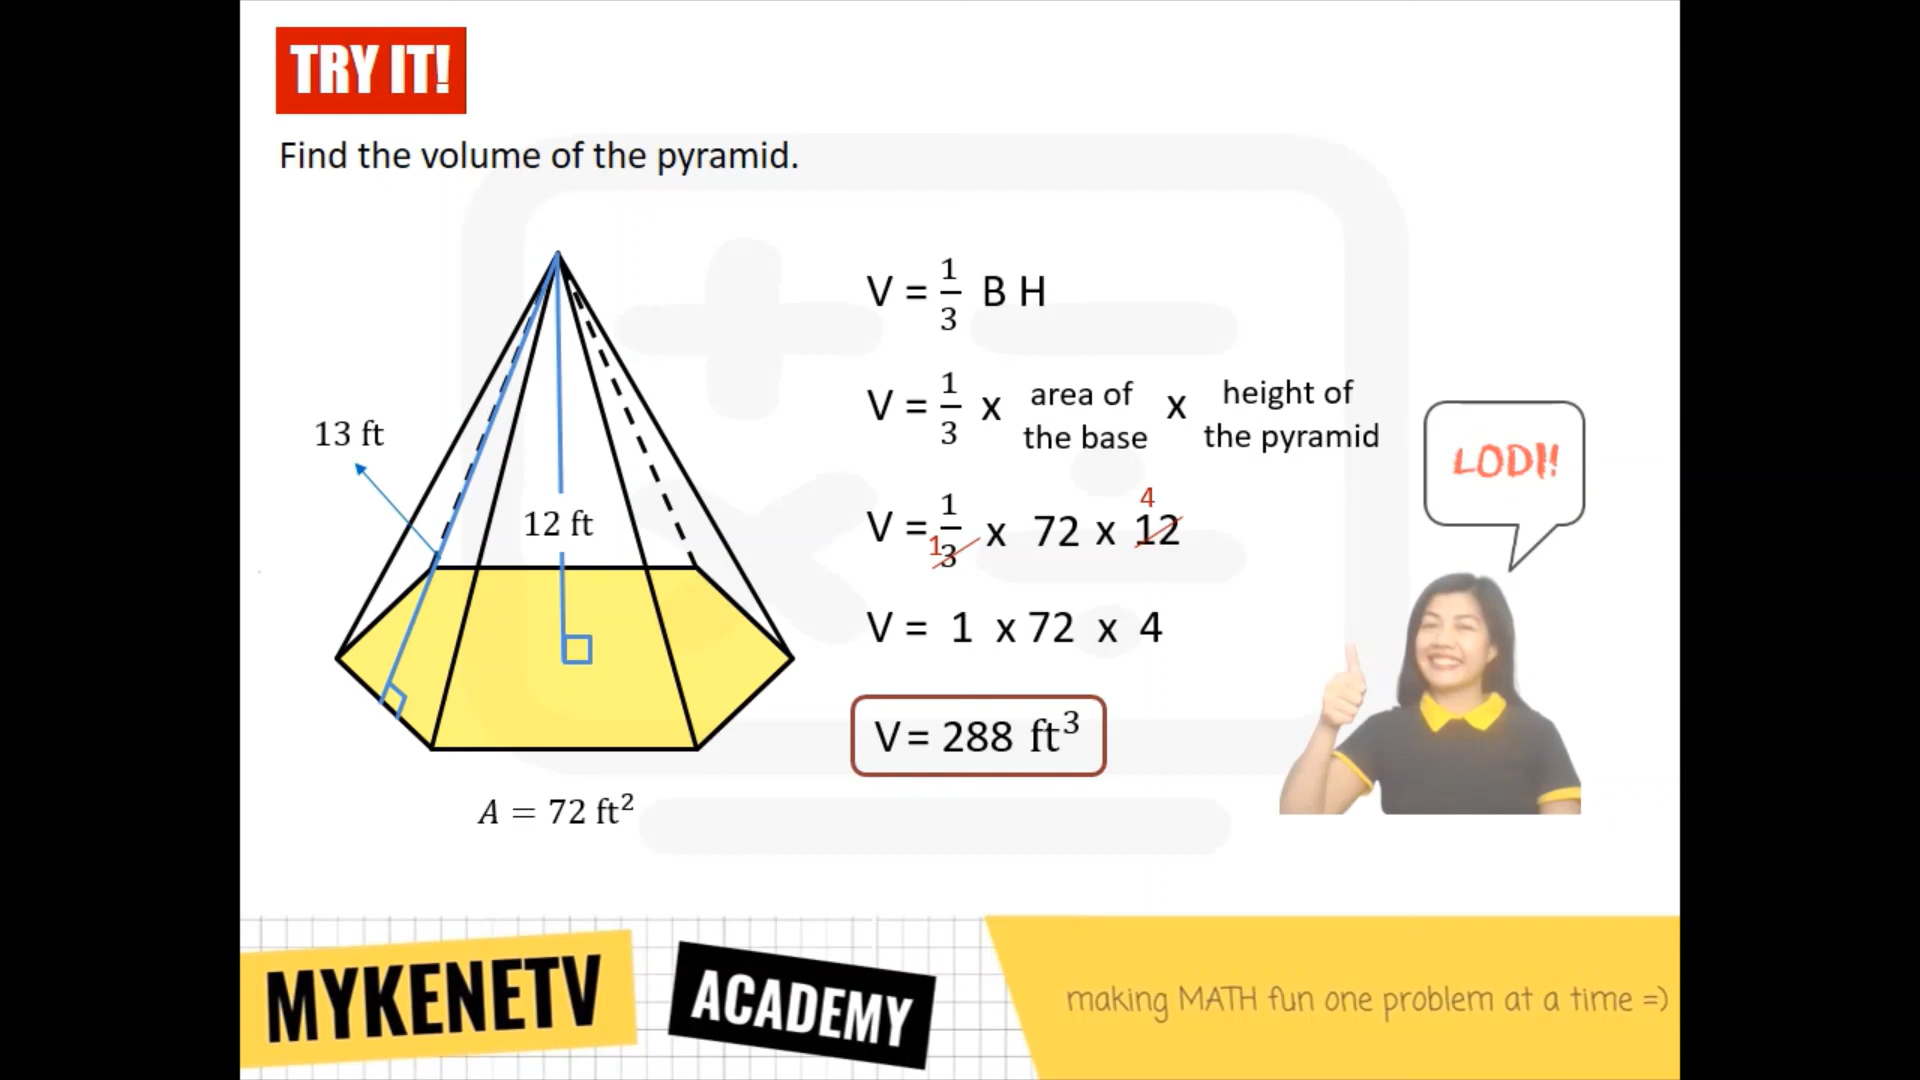 TRY IT!
Find the volume of the pyramid.
13 ft
12 ft
A = 72 ft²
V = 1/3 B H
V = 1/3 x area of the base x height of the pyramid
V = 1/3 x 72 x 12
1
4
V = 1 x 72 x 4
V = 288 ft³
LODI!
MYKENETV
ACADEMY
making MATH fun one problem at a time =)